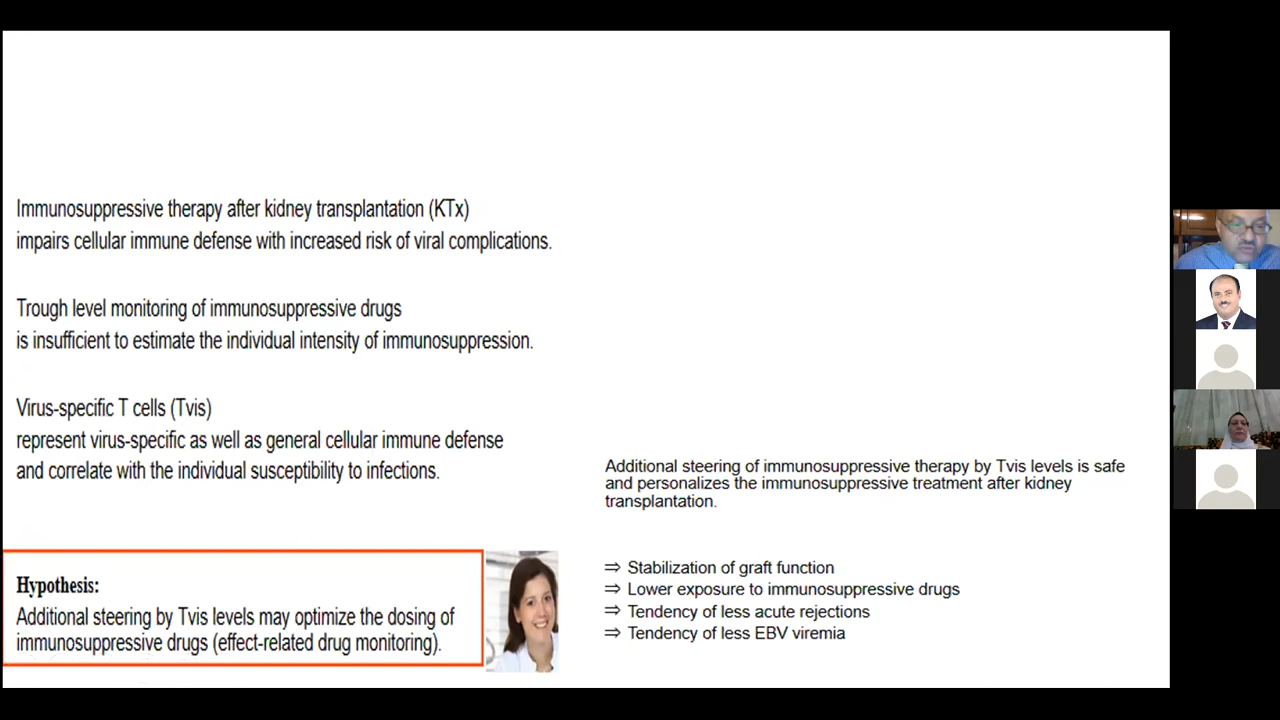 Immunosuppressive therapy after kidney transplantation (KTx)
impairs cellular immune defense with increased risk of viral complications.
Trough level monitoring of immunosuppressive drugs
is insufficient to estimate the individual intensity of immunosuppression.
Virus-specific T cells (Tvis)
represent virus-specific as well as general cellular immune defense
and correlate with the individual susceptibility to infections.
Hypothesis:
Additional steering by Tvis levels may optimize the dosing of
immunosuppressive drugs (effect-related drug monitoring).
Additional steering of immunosuppressive therapy by Tvis levels is safe
and personalizes the immunosuppressive treatment after kidney
transplantation.
⇒ Stabilization of graft function
⇒ Lower exposure to immunosuppressive drugs
⇒ Tendency of less acute rejections
⇒ Tendency of less EBV viremia